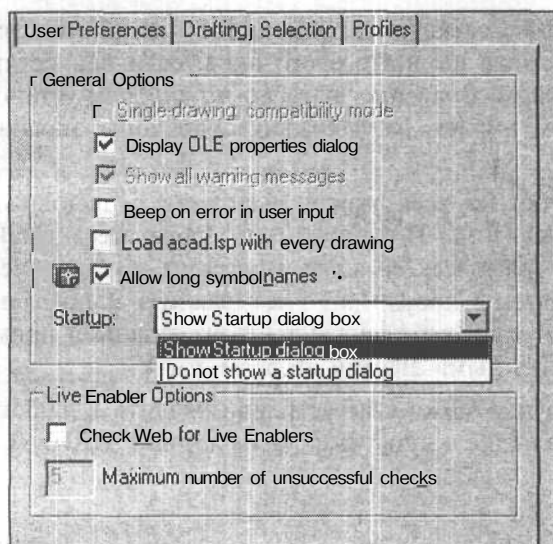 User Preferences Drafting Selection Profiles
General Options
Single-drawing compatibility mode
Display OLE properties dialog
Show all warning messages
Beep on error in user input
Load acad.lsp with every drawing
Allow long symbol names
Startup: Show Startup dialog box
Show Startup dialog box
Do not show a startup dialog
Live Enabler Options
Check Web for Live Enablers
5 Maximum number of unsuccessful checks